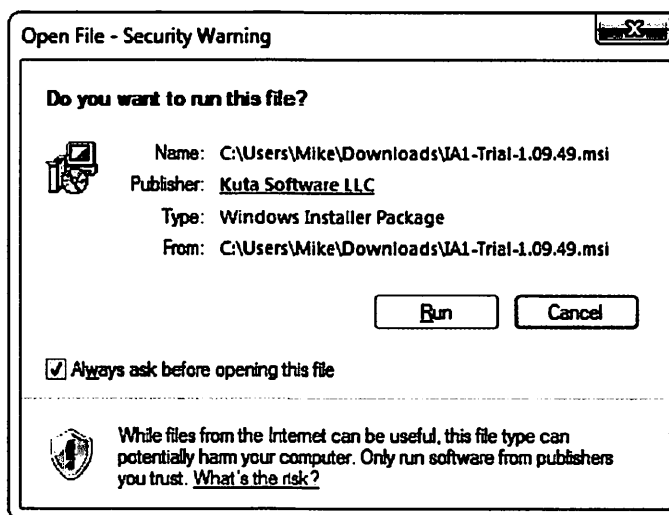 Open File - Security Warning
Do you want to run this file?
Name: C:\Users\Mike\Downloads\IA1-Trial-1.09.49.msi
Publisher: Kuta Software LLC
Type: Windows Installer Package
From: C:\Users\Mike\Downloads\IA1-Trial-1.09.49.msi
Run Cancel
Always ask before opening this file
While files from the Internet can be useful, this file type can
potentially harm your computer. Only run software from publishers
you trust. What's the risk?